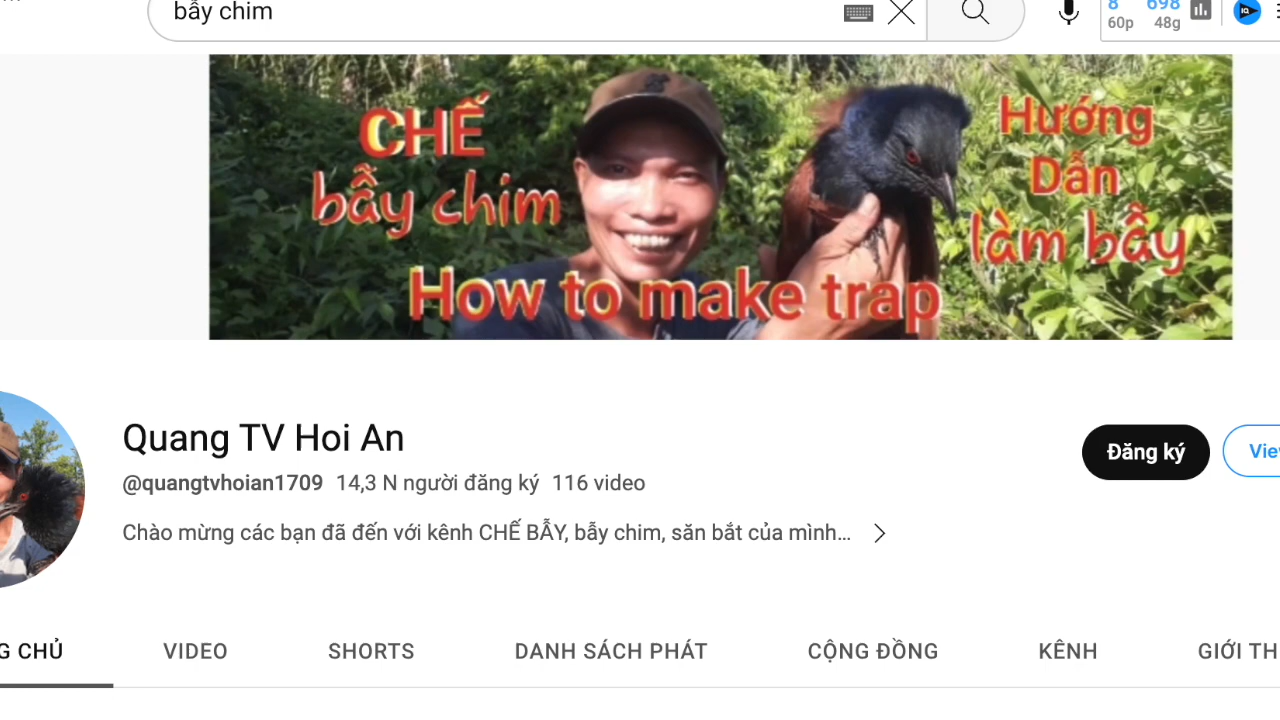 bẫy chim
8 698
60p 48g
IQ
CHẾ
bẫy chim
Hướng
Dẫn
làm bẫy
How to make trap
Quang TV Hoi An
@quangtvhoian1709 14,3 N người đăng ký 116 video
Đăng ký
Vie
Chào mừng các bạn đã đến với kênh CHẾ BẪY, bẫy chim, săn bắt của mình...
G CHỦ VIDEO SHORTS DANH SÁCH PHÁT CỘNG ĐỒNG KÊNH GIỚI TH